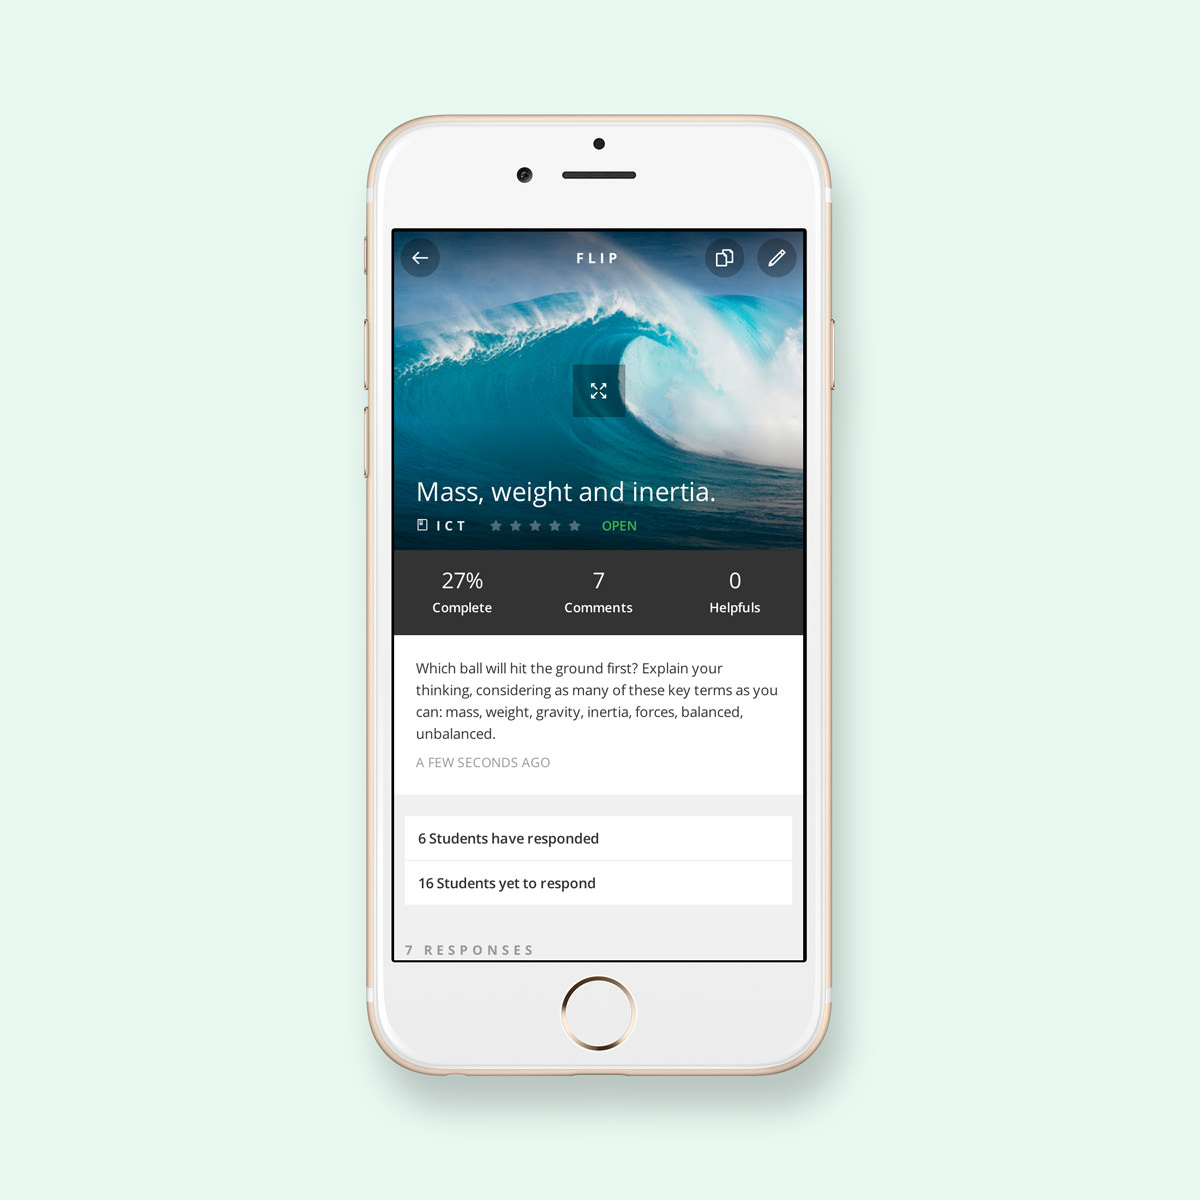 FLIP
Mass, weight and inertia.
ICT OPEN
27% 7 0
Complete Comments Helpfuls
Which ball will hit the ground first? Explain your
thinking, considering as many of these key terms as you
can: mass, weight, gravity, inertia, forces, balanced,
unbalanced.
A FEW SECONDS AGO
6 Students have responded
16 Students yet to respond
7 RESPONSES